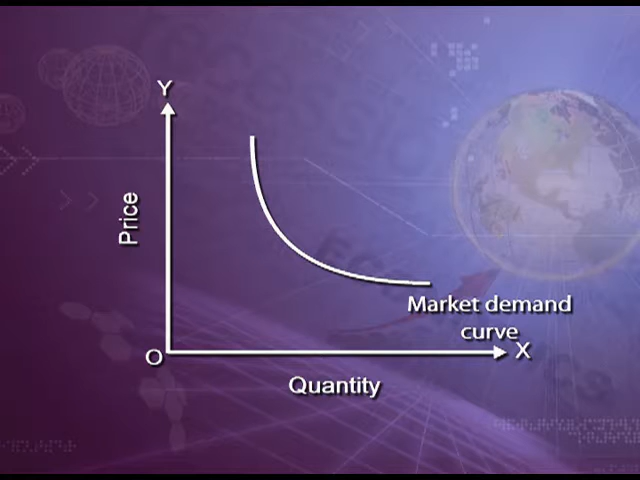 Y
Price
Market demand
curve
O
X
Quantity